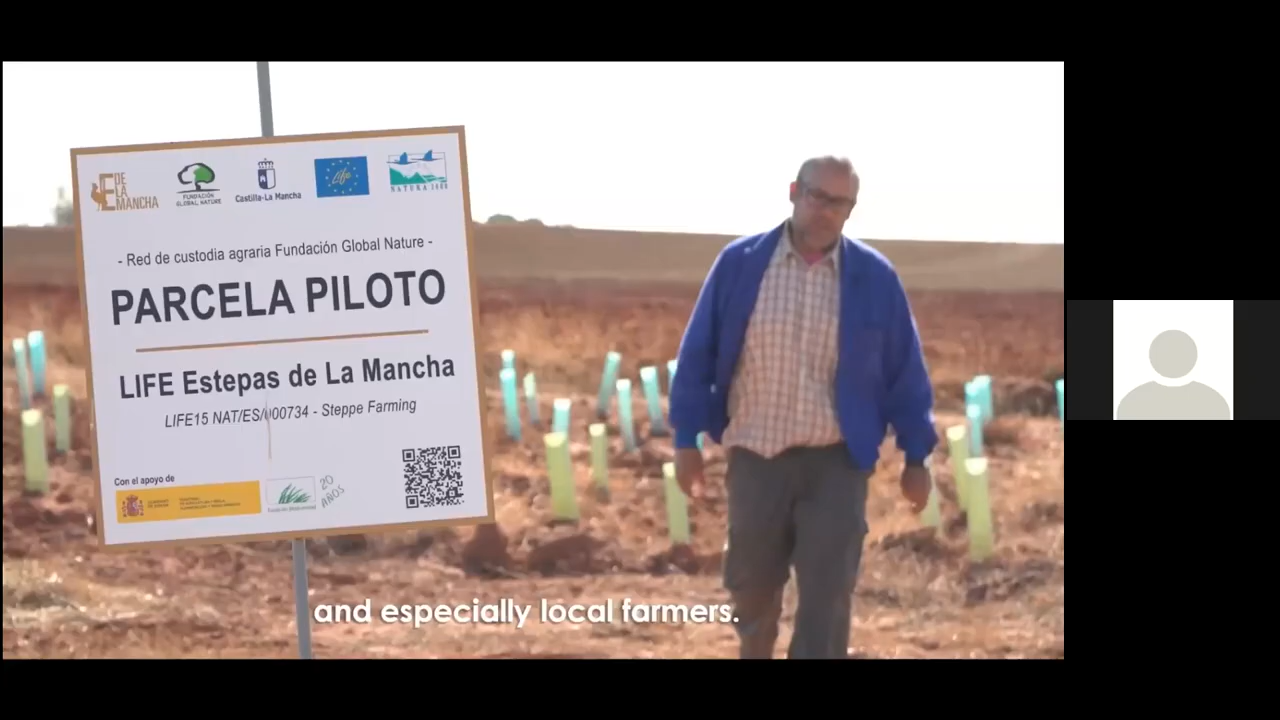 DE
LA
MANCHA
FUNDACIÓN
GLOBAL NATURE
Castilla-La Mancha
Life
NATURA 2000
- Red de custodia agraria Fundación Global Nature -
PARCELA PILOTO
LIFE Estepas de La Mancha
LIFE15 NAT/ES/000734 - Steppe Farming
Con el apoyo de
20
AÑOS
and especially local farmers.